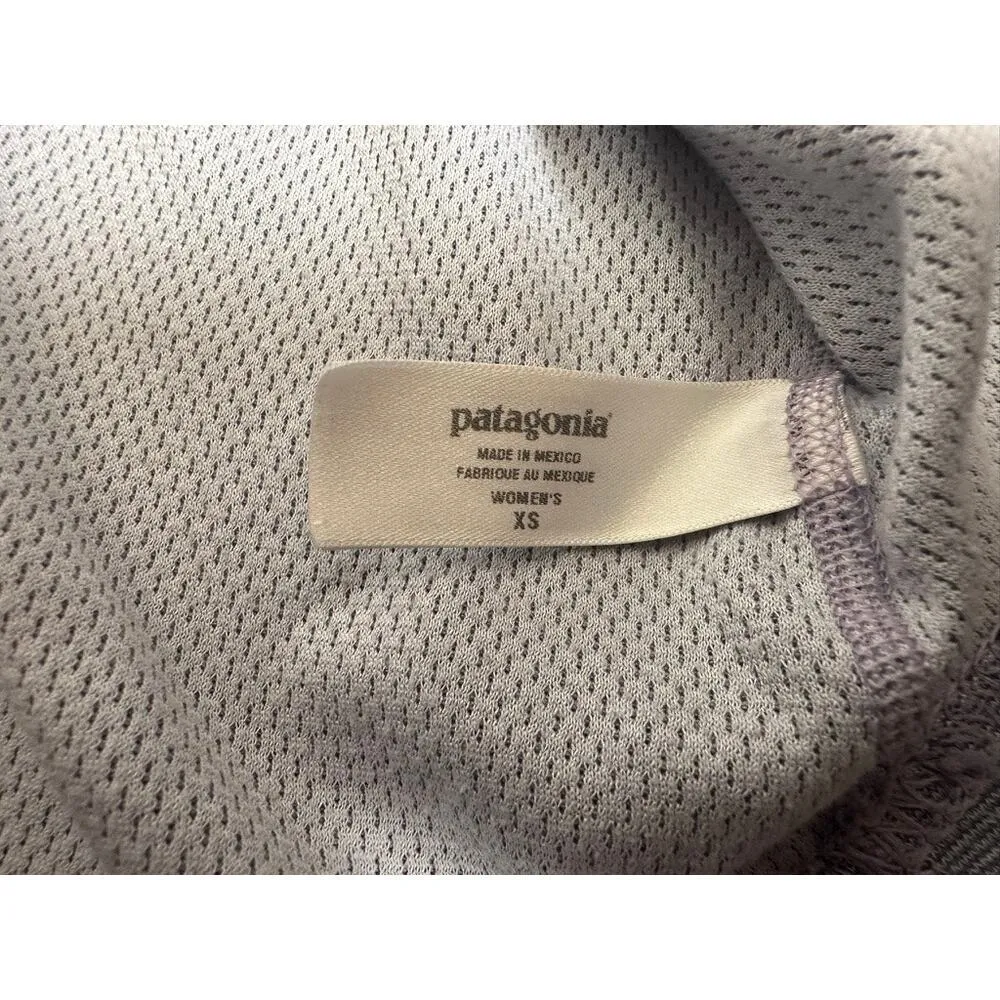 patagonia
MADE IN MEXICO
FABRIQUE AU MEXIQUE
WOMEN'S
XS